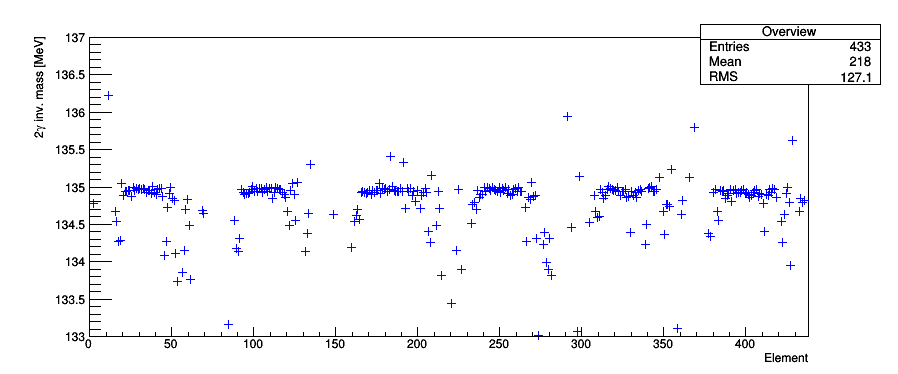 Overview
Entries 433
Mean 218
RMS 127.1
2γ inv. mass [MeV]
137
136.5
136
135.5
135
134.5
134
133.5
133
0 50 100 150 200 250 300 350 400
Element